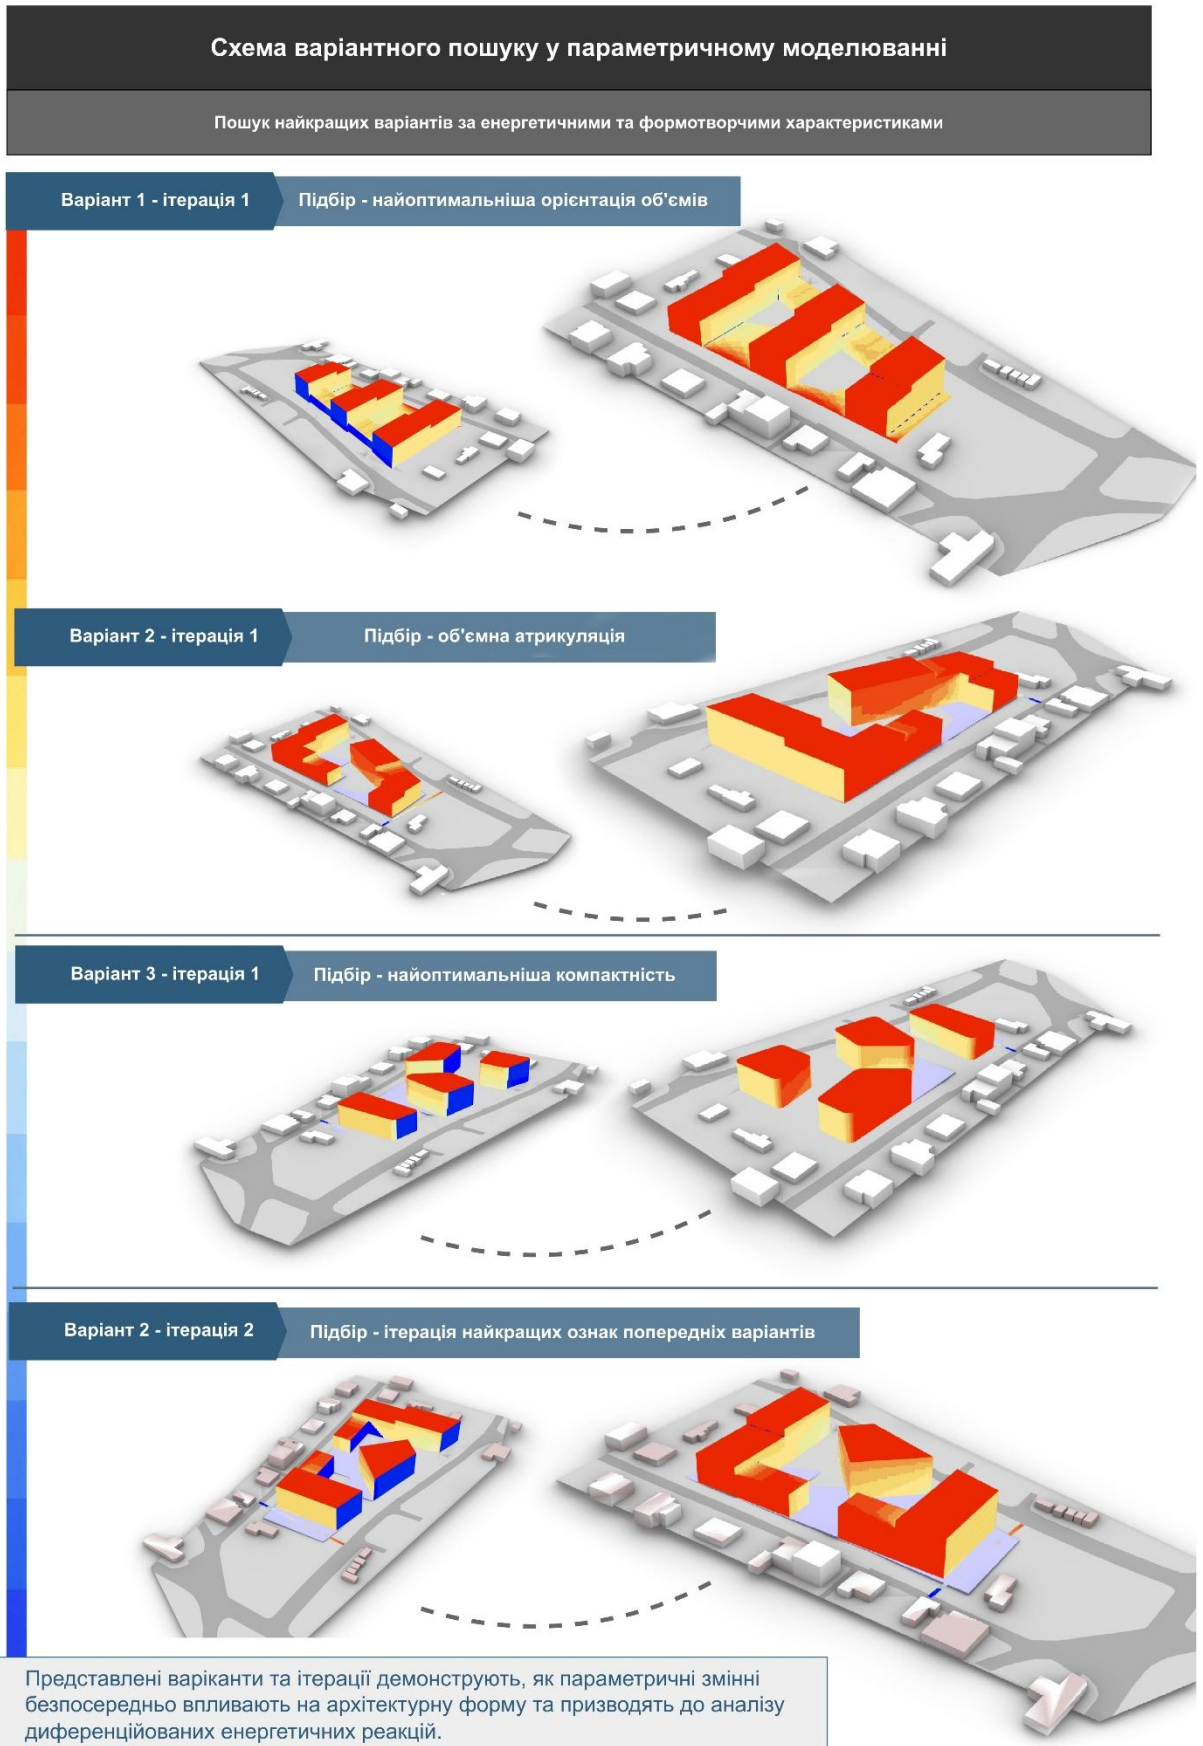 Схема варіантного пошуку у параметричному моделюванні
Пошук найкращих варіантів за енергетичними та формотворчими характеристиками
Варіант 1 - ітерація 1
Підбір - найоптимальніша орієнтація об'ємів
Варіант 2 - ітерація 1
Підбір - об'ємна атрикуляція
Варіант 3 - ітерація 1
Підбір - найоптимальніша компактність
Варіант 2 - ітерація 2
Підбір - ітерація найкращих ознак попередніх варіантів
Представлені варіканти та ітерації демонструють, як параметричні змінні
безпосередньо впливають на архітектурну форму та призводять до аналізу
диференційованих енергетичних реакцій.